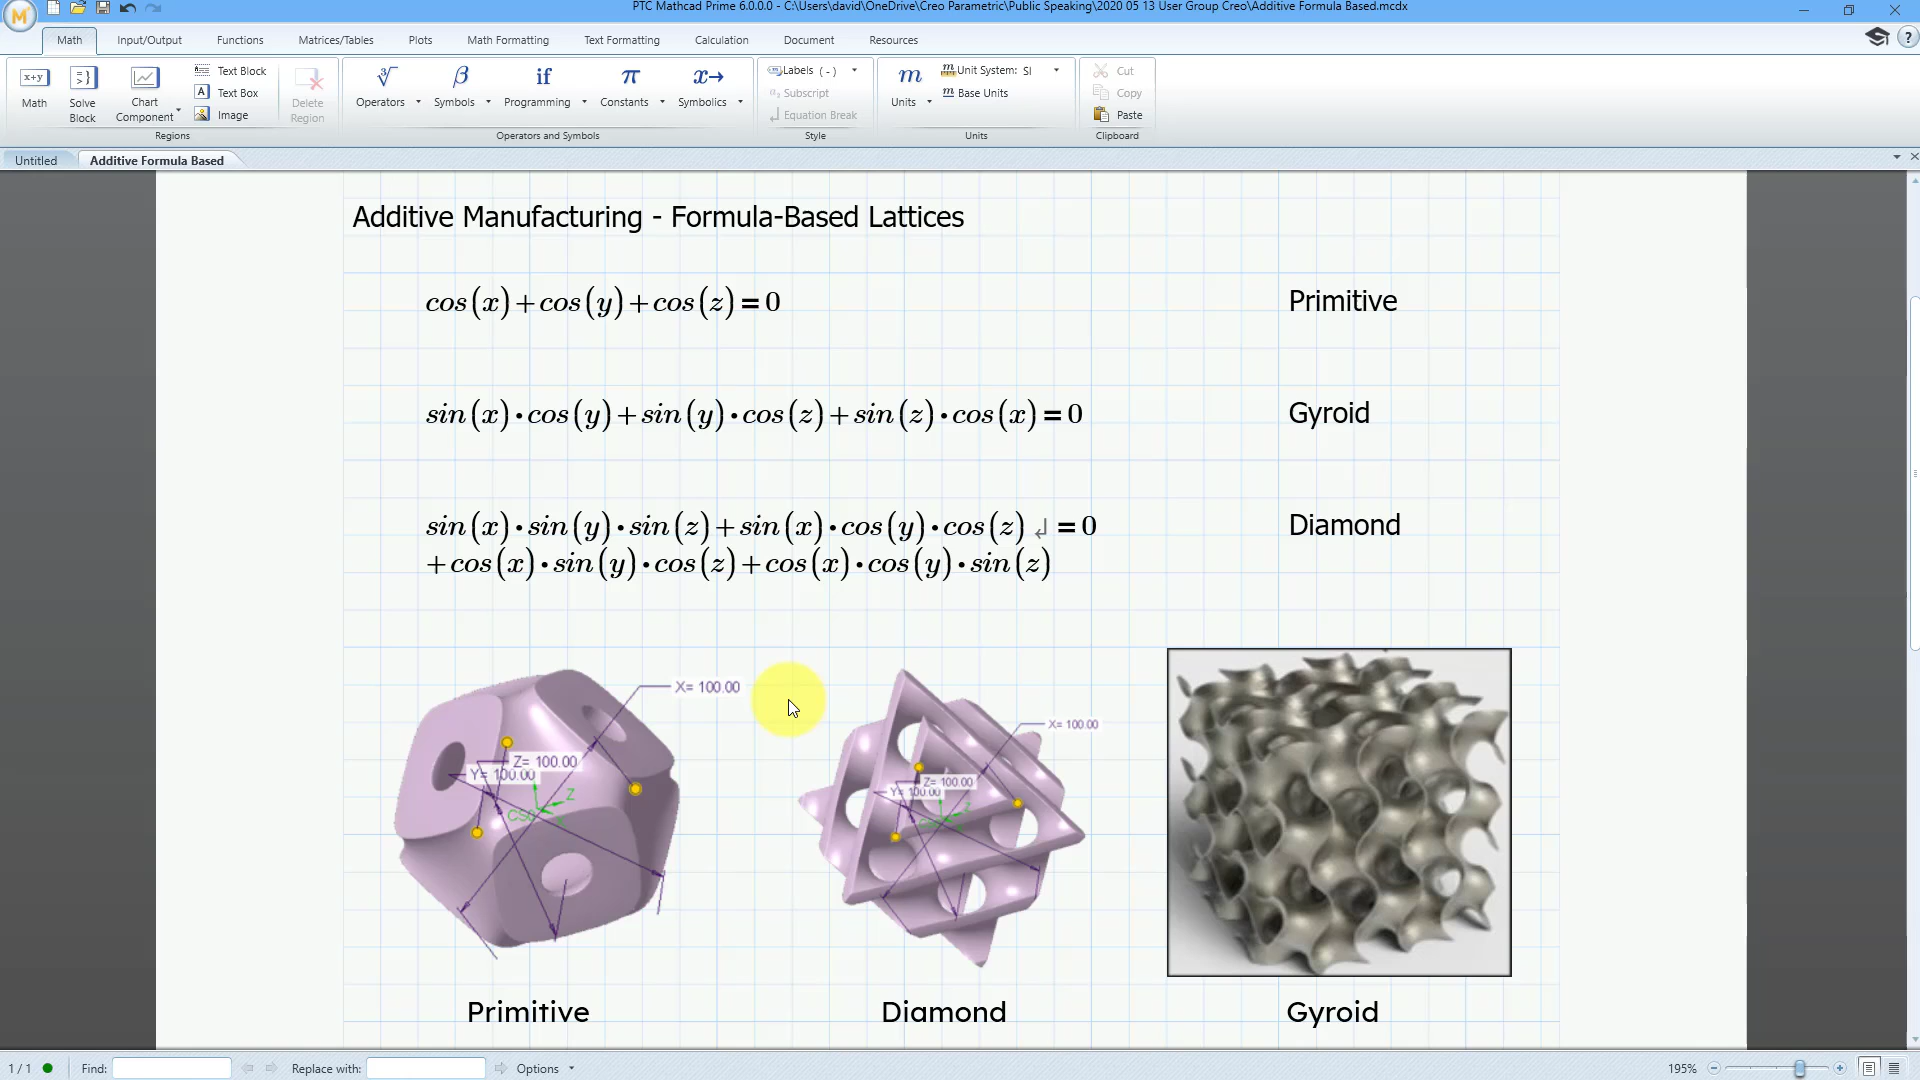 PTC Mathcad Prime 6.0.0.0 - C:\Users\david\OneDrive\Creo Parametric\Public Speaking\2020 05 13 User Group Creo\Additive Formula Based.mcdx
Math Input/Output Functions Matrices/Tables Plots Math Formatting Text Formatting Calculation Document Resources
Math
Solve Block
Chart Component
Text Block
Text Box
Image
Delete Region
Operators Symbols Programming Constants Symbolics
Labels ( - )
Subscript
Equation Break
Units
Unit System: SI
Base Units
Cut
Copy
Paste
Regions Operators and Symbols Style Units Clipboard
Untitled Additive Formula Based
Additive Manufacturing - Formula-Based Lattices
cos(x)+cos(y)+cos(z)=0 Primitive
sin(x)•cos(y)+sin(y)•cos(z)+sin(z)•cos(x)=0 Gyroid
sin(x)•sin(y)•sin(z)+sin(x)•cos(y)•cos(z) ↲ =0 Diamond
+cos(x)•sin(y)•cos(z)+cos(x)•cos(y)•sin(z)
X= 100.00
Z= 100.00
Y= 100.00
Z
X= 100.00
Z= 100.00
Y= 100.00
Z
Primitive Diamond Gyroid
1 / 1 Find: Replace with: Options 195%